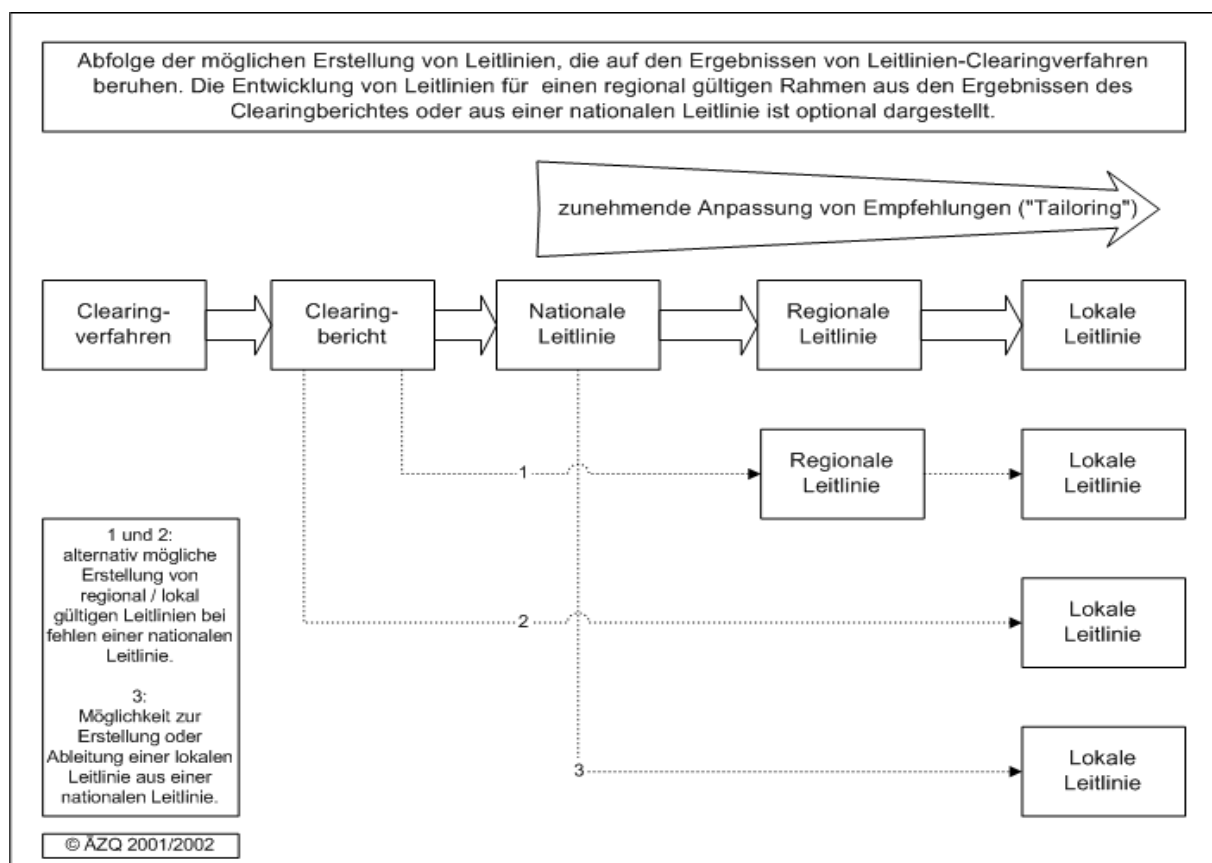 Abfolge der möglichen Erstellung von Leitlinien, die auf den Ergebnissen von Leitlinien-Clearingverfahren
beruhen. Die Entwicklung von Leitlinien für einen regional gültigen Rahmen aus den Ergebnissen des
Clearingberichtes oder aus einer nationalen Leitlinie ist optional dargestellt.
zunehmende Anpassung von Empfehlungen ("Tailoring")
Clearing-
verfahren
Clearing-
bericht
Nationale
Leitlinie
Regionale
Leitlinie
Lokale
Leitlinie
1
Regionale
Leitlinie
Lokale
Leitlinie
2
Lokale
Leitlinie
3
Lokale
Leitlinie
1 und 2:
alternativ mögliche
Erstellung von
regional / lokal
gültigen Leitlinien bei
fehlen einer nationalen
Leitlinie.
3:
Möglichkeit zur
Erstellung oder
Ableitung einer lokalen
Leitlinie aus einer
nationalen Leitlinie.
© ÄZQ 2001/2002